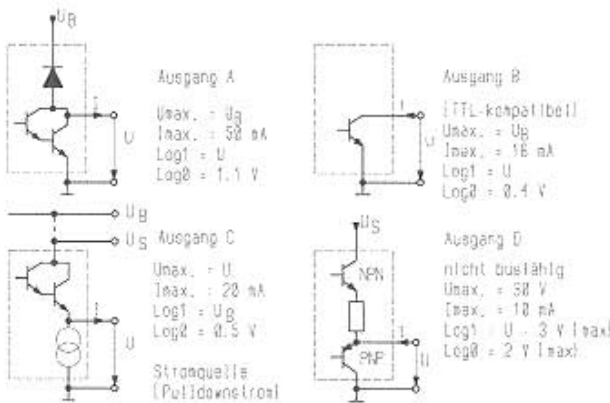 U_B
Ausgang A
Umax. = U_B
Imax. = 50 mA
Log1 = U
Log0 = 1.1 V
i
U
Ausgang B
(TTL-kompatibel)
Umax. = U_B
Imax. = 16 mA
Log1 = U
Log0 = 0.4 V
i
U
U_B
U_S
Ausgang C
Umax. = U
Imax. = 20 mA
Log1 = U_B
Log0 = 0.5 V
Stromquelle
(Pulldownstrom)
i
U
U_S
NPN
PNP
Ausgang D
nicht busfähig
Umax. = 30 V
Imax. = 10 mA
Log1 = U - 3 V (max)
Log0 = 2 V (max)
i
U